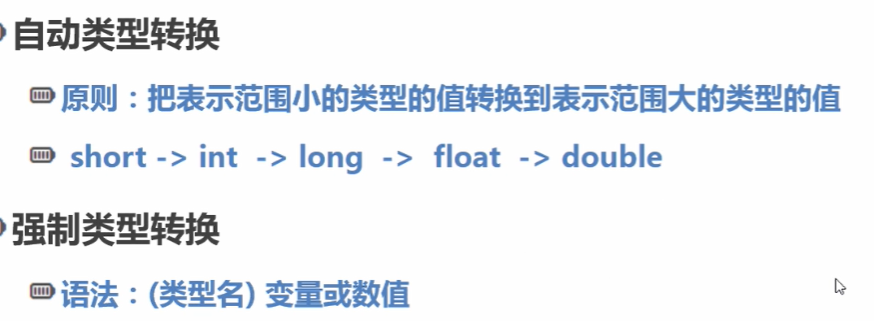 自动类型转换
原则：把表示范围小的类型的值转换到表示范围大的类型的值
short -> int -> long -> float -> double
强制类型转换
语法：(类型名) 变量或数值